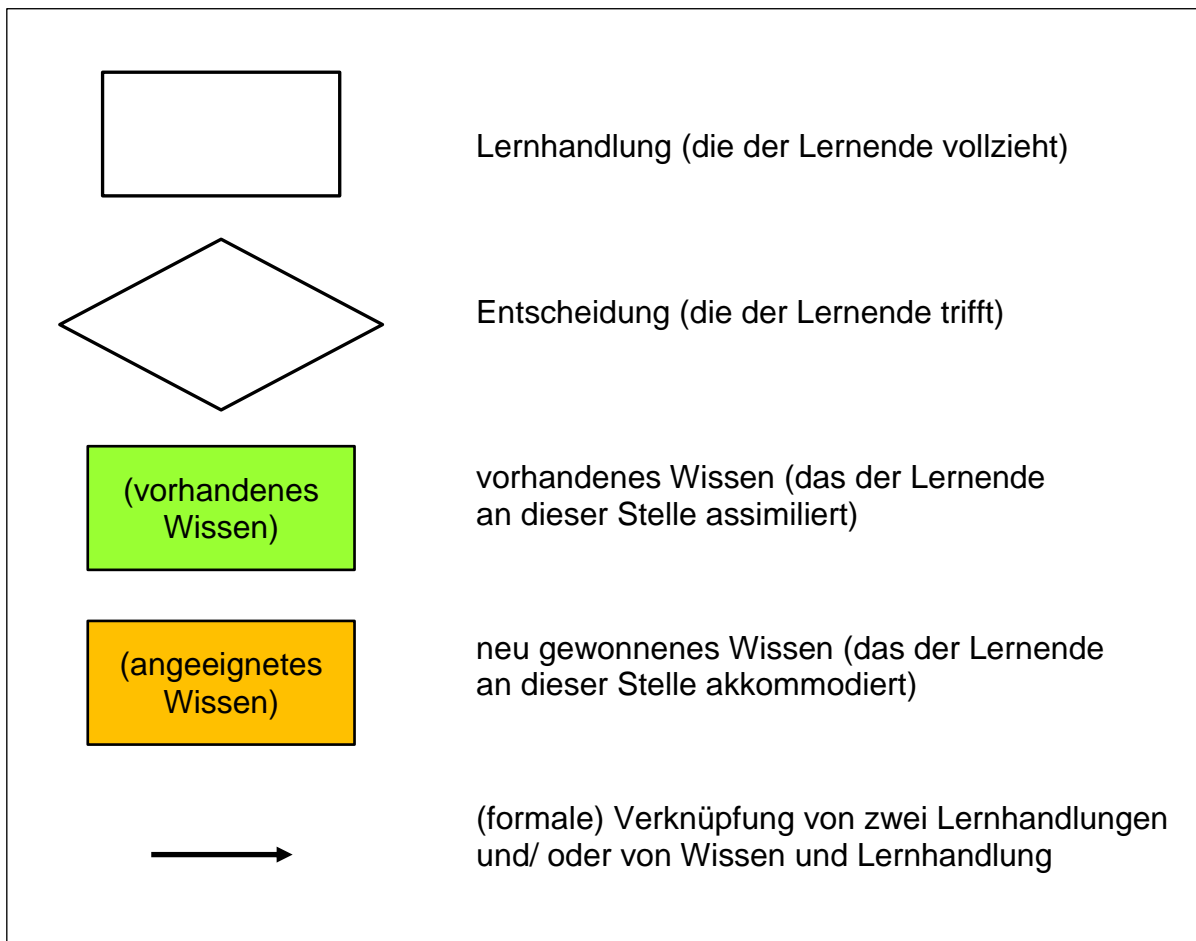 Lernhandlung (die der Lernende vollzieht)
Entscheidung (die der Lernende trifft)
(vorhandenes
Wissen)
vorhandenes Wissen (das der Lernende
an dieser Stelle assimiliert)
(angeeignetes
Wissen)
neu gewonnenes Wissen (das der Lernende
an dieser Stelle akkommodiert)
(formale) Verknüpfung von zwei Lernhandlungen
und/ oder von Wissen und Lernhandlung